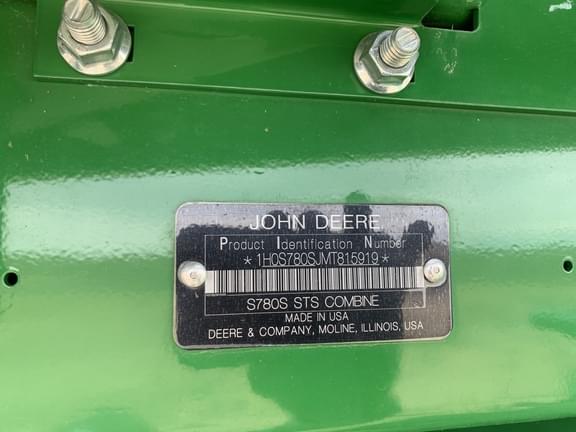 JOHN DEERE
Product Identification Number
*1H0S780SJMT815919*
S780S STS COMBINE
MADE IN USA
DEERE & COMPANY, MOLINE, ILLINOIS, USA